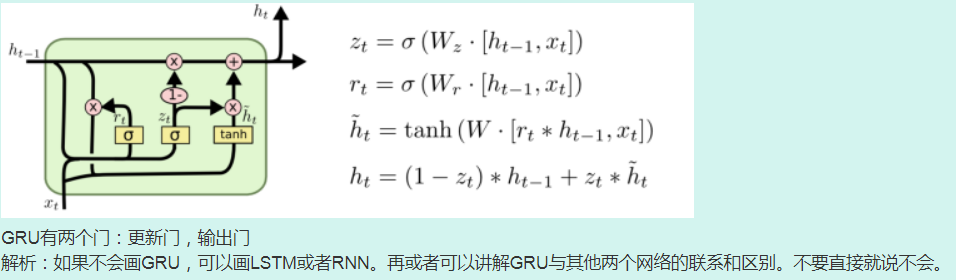 h_t
h_{t-1}
z_t = σ (W_z · [h_{t-1}, x_t])
r_t = σ (W_r · [h_{t-1}, x_t])
h̃_t = tanh (W · [r_t * h_{t-1}, x_t])
h_t = (1 − z_t) * h_{t-1} + z_t * h̃_t
x
+
1-
x
r_t
z_t
x
h̃_t
σ
σ
tanh
x_t
GRU有两个门：更新门，输出门
解析：如果不会画GRU，可以画LSTM或者RNN。再或者可以讲解GRU与其他两个网络的联系和区别。不要直接就说不会。